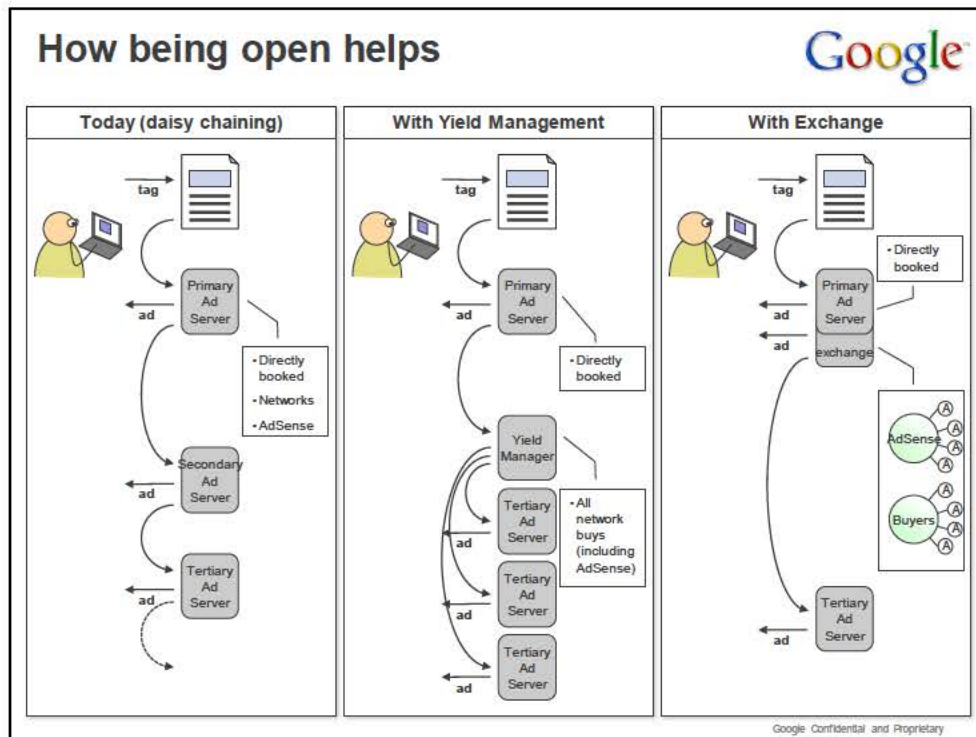 How being open helps
Google™
Today (daisy chaining)
tag
Primary
Ad
Server
ad
• Directly
booked
• Networks
• AdSense
Secondary
Ad
Server
ad
Tertiary
Ad
Server
ad
With Yield Management
tag
Primary
Ad
Server
ad
• Directly
booked
Yield
Manager
• All
network
buys
(including
AdSense)
Tertiary
Ad
Server
ad
Tertiary
Ad
Server
ad
Tertiary
Ad
Server
ad
With Exchange
tag
• Directly
booked
Primary
Ad
Server
ad
ad
exchange
A
A
AdSense
A
A
A
A
Buyers
A
A
Tertiary
Ad
Server
ad
Google Confidential and Proprietary